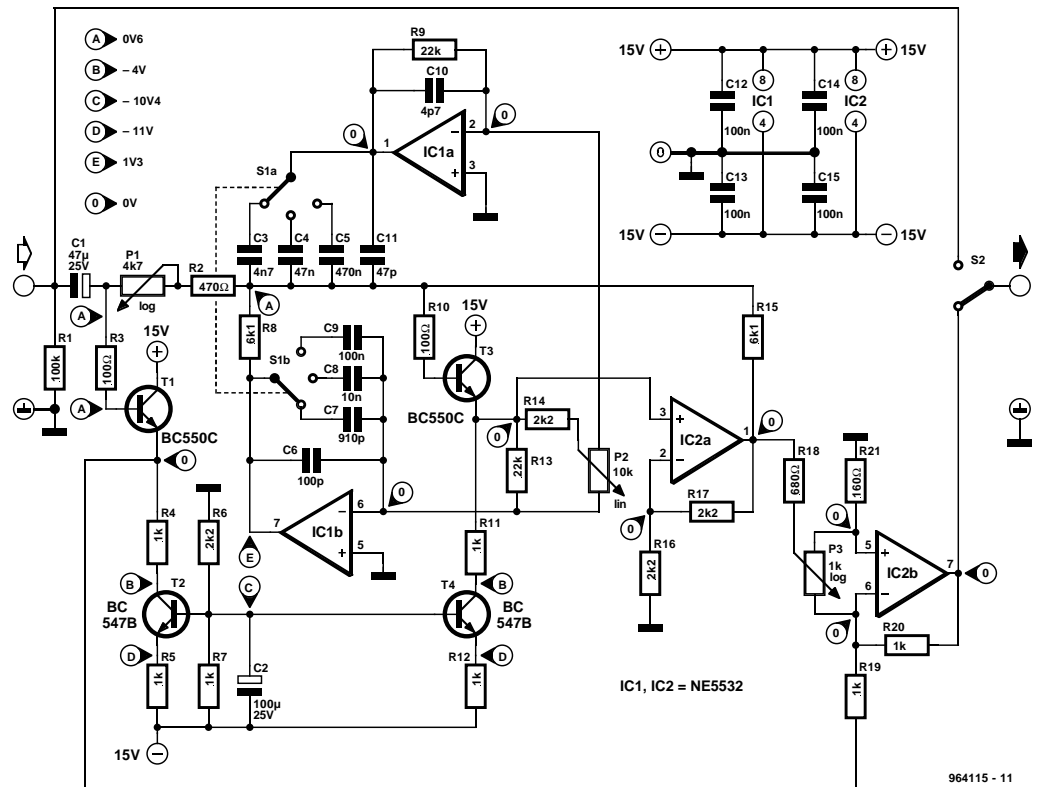 A 0V6
B – 4V
C – 10V4
D – 11V
E 1V3
0 0V
R9
22k
C10
4p7
0
1
2
3
IC1a
0
15V
15V
C12
100n
8
IC1
4
C14
100n
8
IC2
4
0
C13
100n
C15
100n
15V
15V
S1a
C3
4n7
C4
47n
C5
470n
C11
47p
S2
C1
47µ
25V
P1
4k7
log
R2
470Ω
A
A
R1
100k
R3
100Ω
15V
T1
A
BC550C
0
R8
6k1
S1b
C9
100n
C8
10n
C7
910p
C6
100p
R10
100Ω
15V
T3
BC550C
R15
6k1
R14
2k2
0
R13
22k
P2
10k
lin
3
2
1
IC2a
0
0
R17
2k2
R16
2k2
R18
680Ω
R21
160Ω
0
P3
1k
log
5
6
7
IC2b
0
0
R20
1k
R19
1k
7
6
5
IC1b
0
E
R4
1k
R6
2k2
R11
1k
B
C
B
T2
BC
547B
T4
BC
547B
D
R5
1k
R7
1k
C2
100µ
25V
R12
1k
D
15V
IC1, IC2 = NE5532
964115 - 11